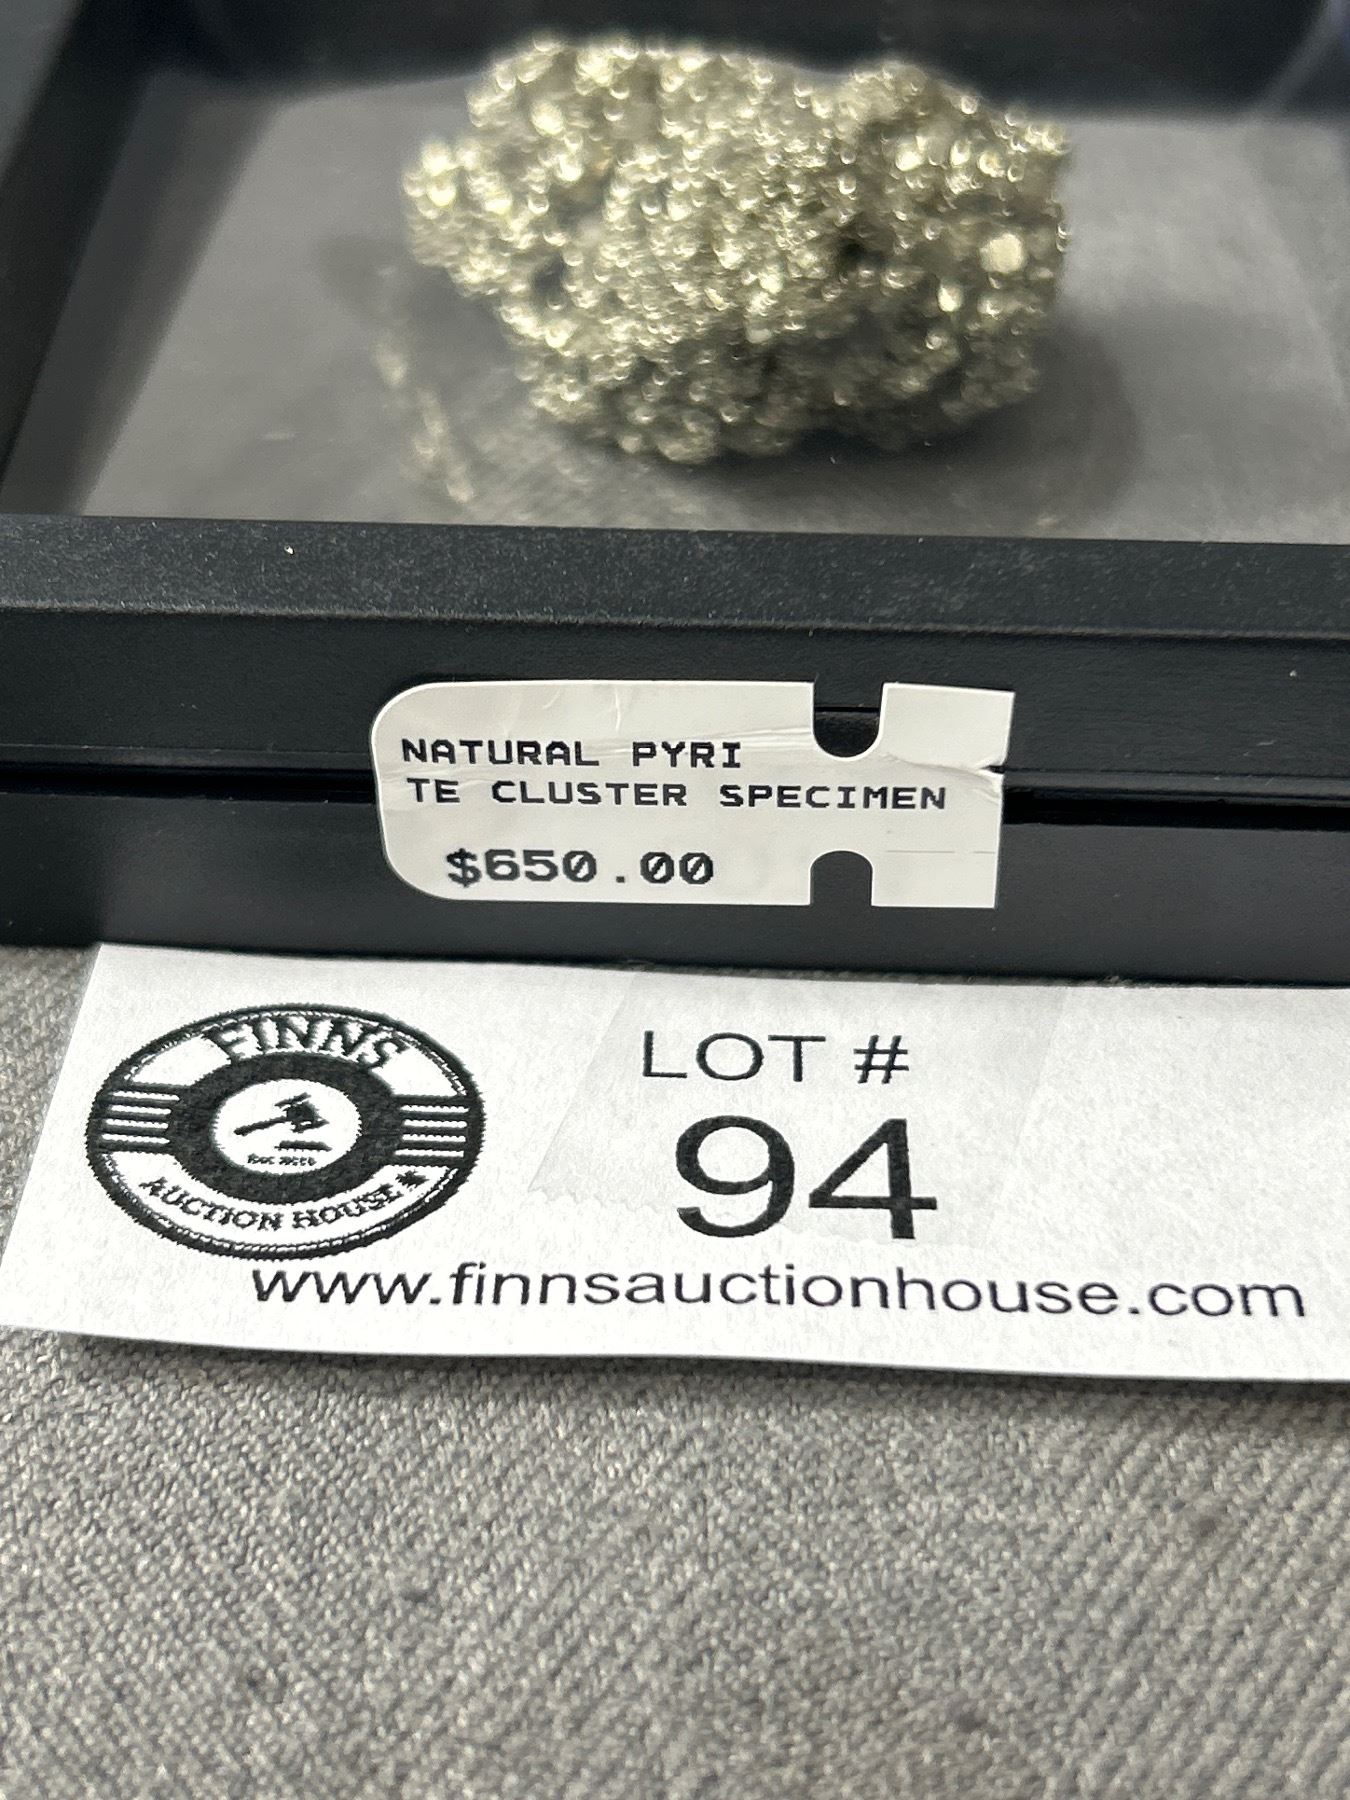 NATURAL PYRI
TE CLUSTER SPECIMEN
$650.00
FINNS
AUCTION HOUSE
LOT #
94
www.finnsauctionhouse.com